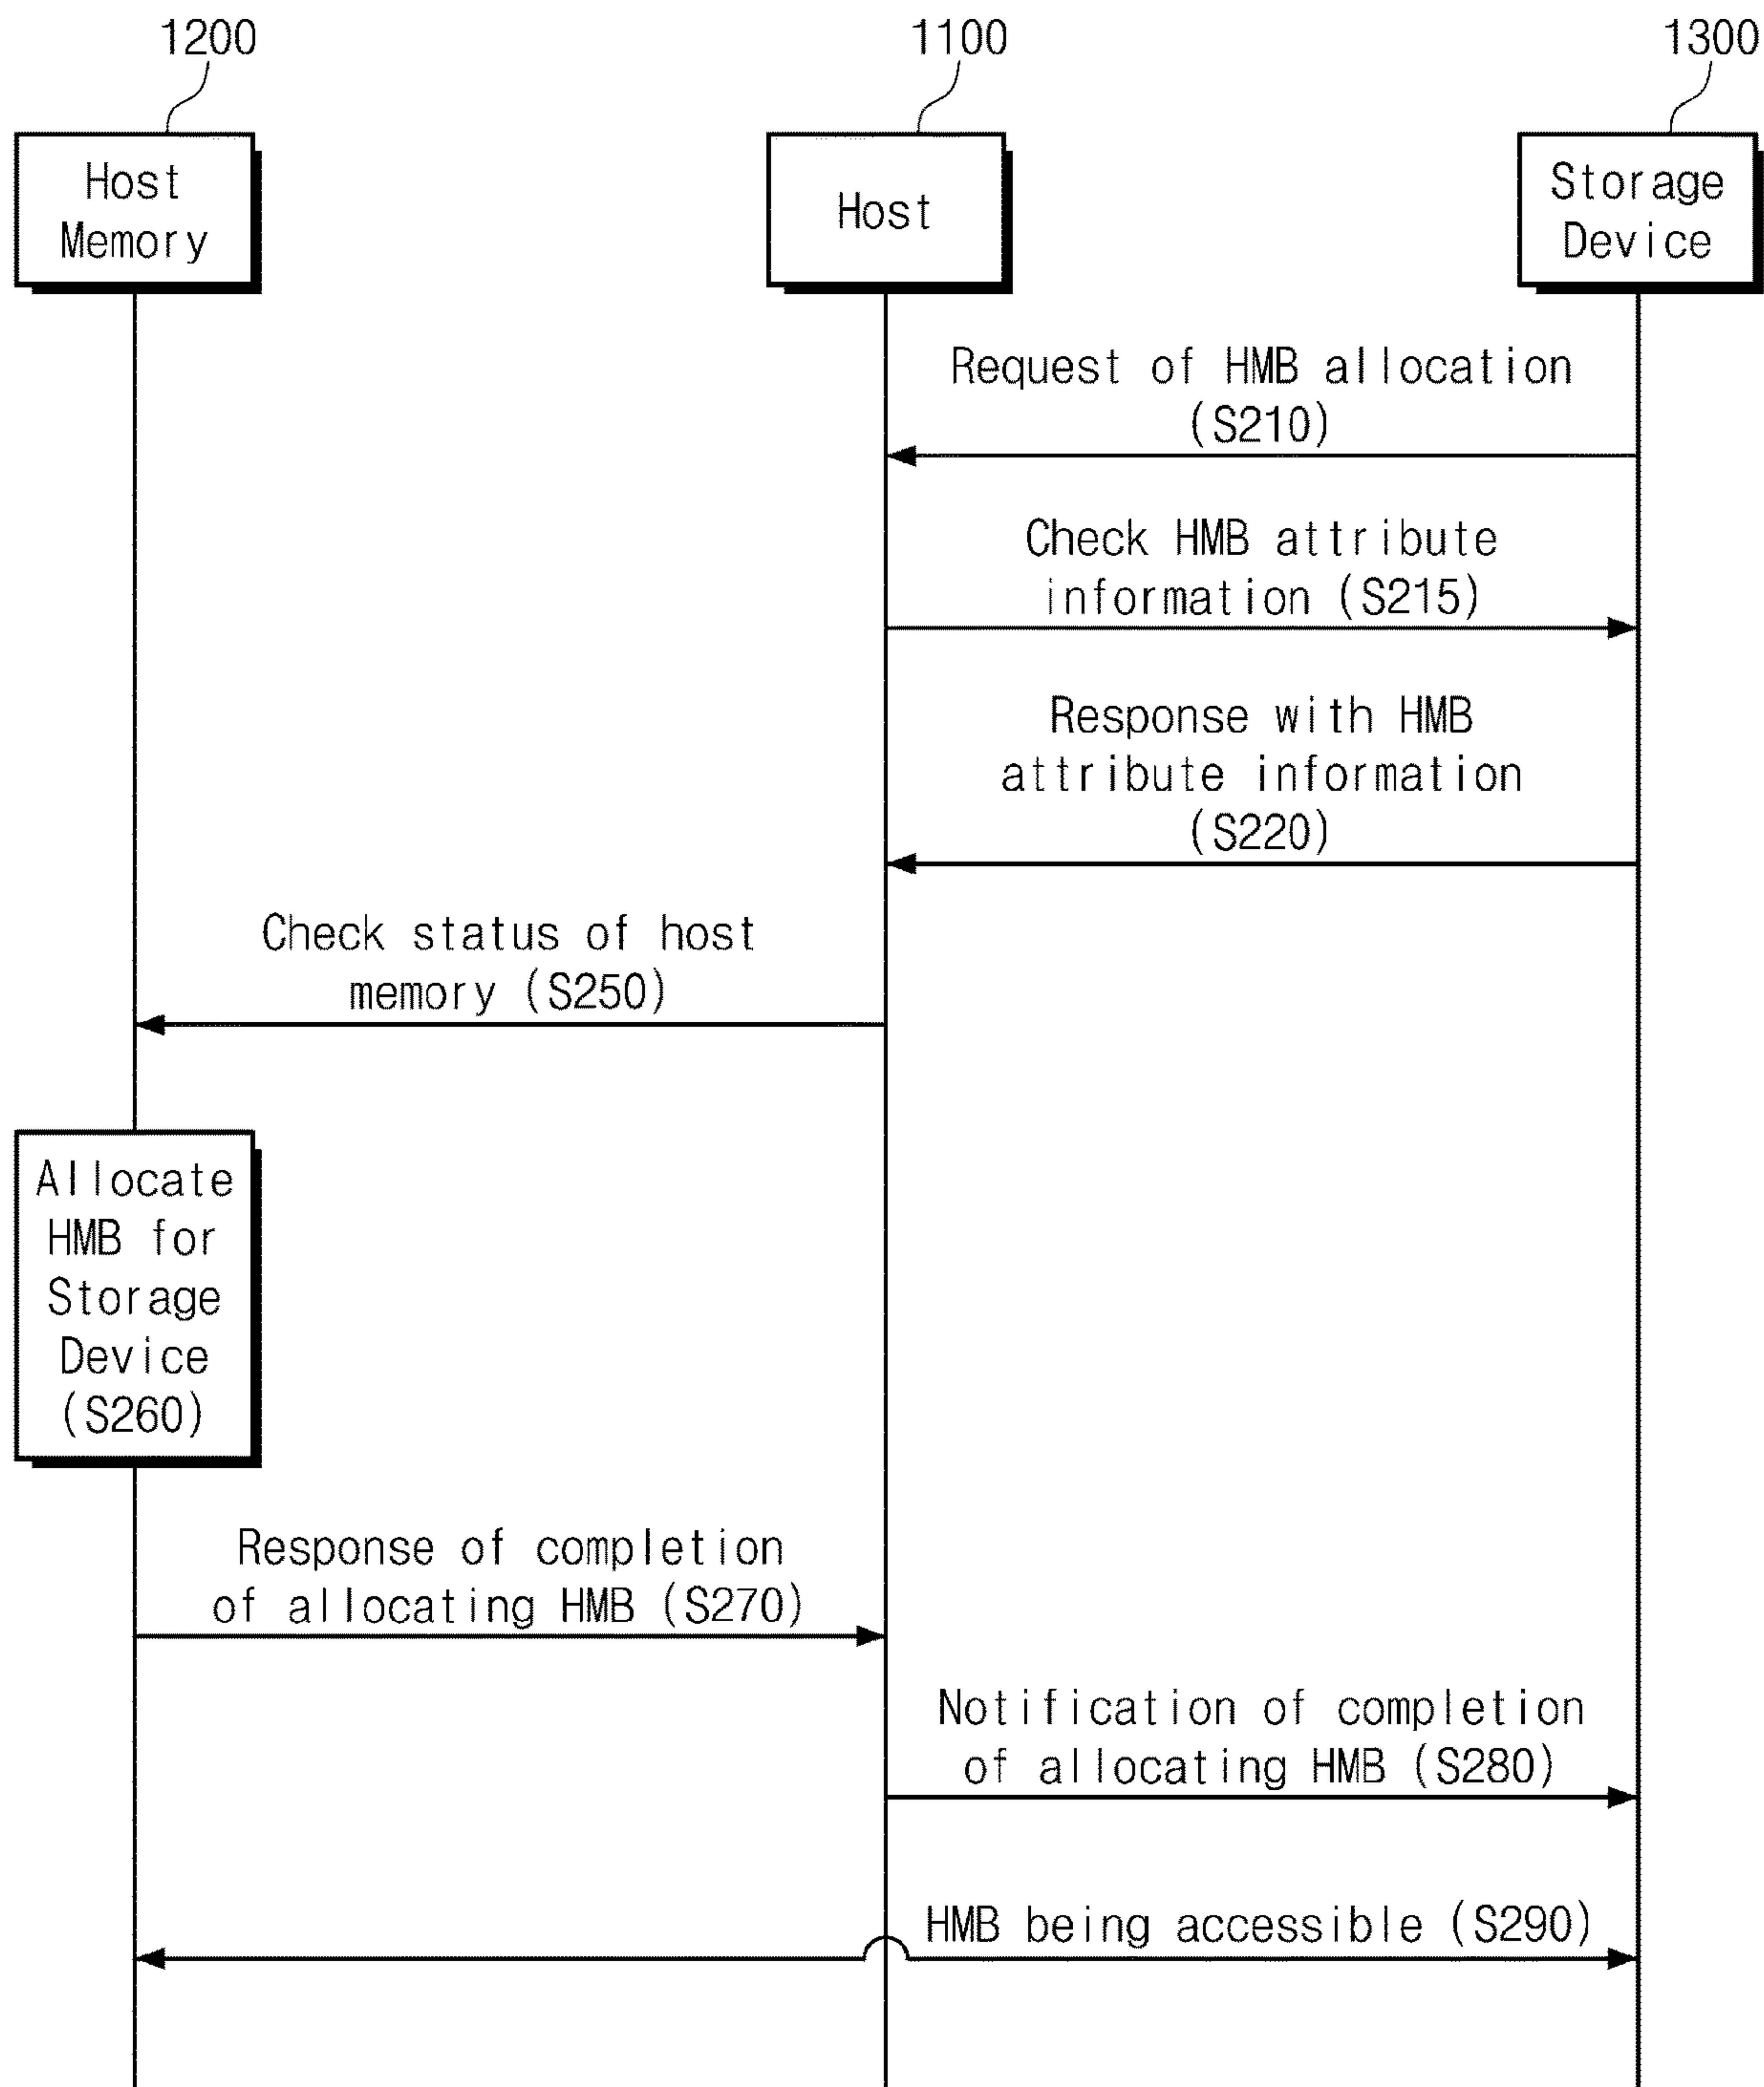 1200
1100
1300
Host
Memory
Host
Storage
Device
Request of HMB allocation
(S210)
Check HMB attribute
information (S215)
Response with HMB
attribute information
(S220)
Check status of host
memory (S250)
Allocate
HMB for
Storage
Device
(S260)
Response of completion
of allocating HMB (S270)
Notification of completion
of allocating HMB (S280)
HMB being accessible (S290)